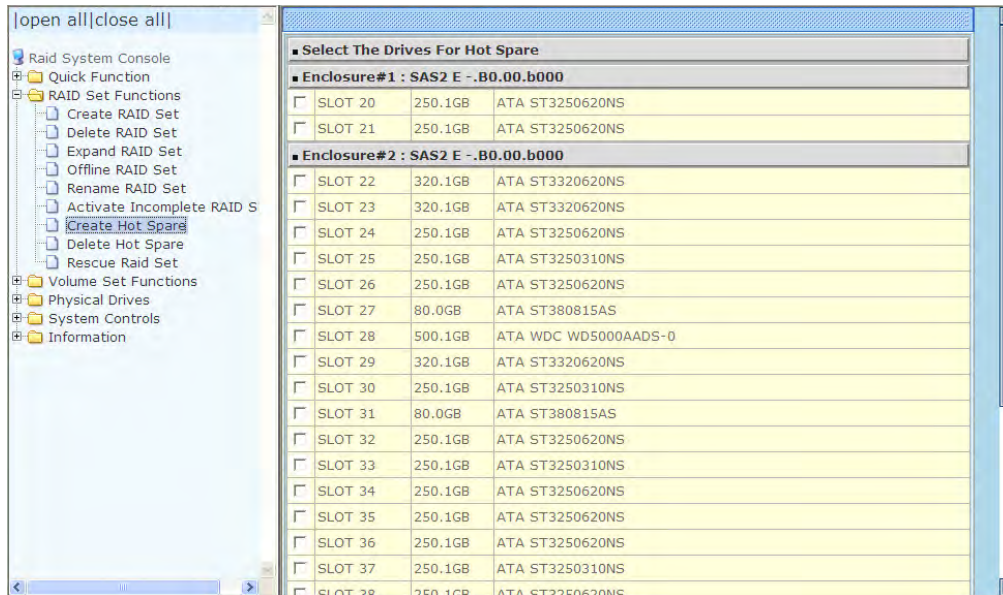 |open all|close all|
Raid System Console
Quick Function
RAID Set Functions
Create RAID Set
Delete RAID Set
Expand RAID Set
Offline RAID Set
Rename RAID Set
Activate Incomplete RAID S
Create Hot Spare
Delete Hot Spare
Rescue Raid Set
Volume Set Functions
Physical Drives
System Controls
Information
Select The Drives For Hot Spare
Enclosure#1 : SAS2 E -.B0.00.b000
SLOT 20 250.1GB ATA ST3250620NS
SLOT 21 250.1GB ATA ST3250620NS
Enclosure#2 : SAS2 E -.B0.00.b000
SLOT 22 320.1GB ATA ST3320620NS
SLOT 23 320.1GB ATA ST3320620NS
SLOT 24 250.1GB ATA ST3250620NS
SLOT 25 250.1GB ATA ST3250310NS
SLOT 26 250.1GB ATA ST3250620NS
SLOT 27 80.0GB ATA ST380815AS
SLOT 28 500.1GB ATA WDC WD5000AADS-0
SLOT 29 320.1GB ATA ST3320620NS
SLOT 30 250.1GB ATA ST3250310NS
SLOT 31 80.0GB ATA ST380815AS
SLOT 32 250.1GB ATA ST3250620NS
SLOT 33 250.1GB ATA ST3250310NS
SLOT 34 250.1GB ATA ST3250620NS
SLOT 35 250.1GB ATA ST3250620NS
SLOT 36 250.1GB ATA ST3250620NS
SLOT 37 250.1GB ATA ST3250310NS
SLOT 38 250.1GB ATA ST3250620NS